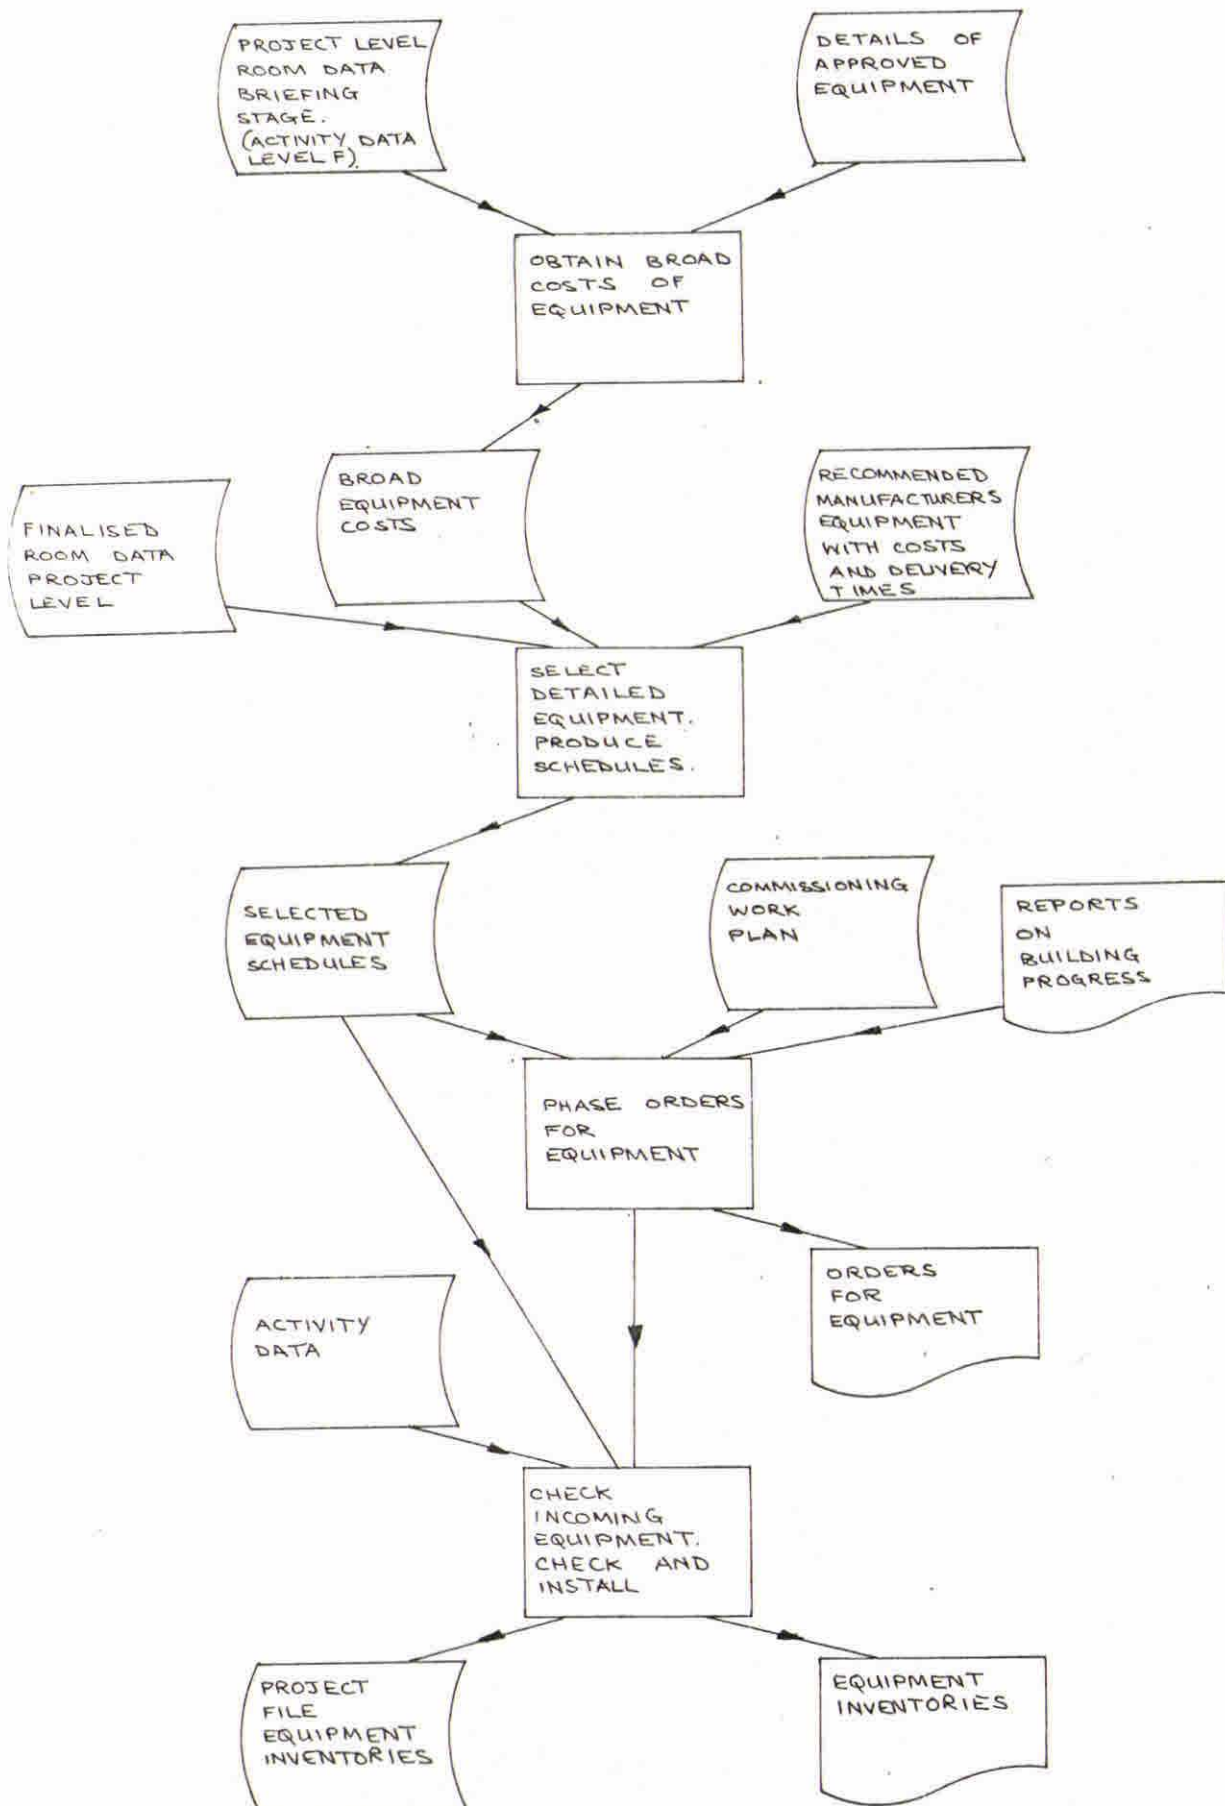 PROJECT LEVEL
ROOM DATA
BRIEFING
STAGE.
(ACTIVITY DATA
LEVEL F).
DETAILS OF
APPROVED
EQUIPMENT
OBTAIN BROAD
COSTS OF
EQUIPMENT
FINALISED
ROOM DATA
PROJECT
LEVEL
BROAD
EQUIPMENT
COSTS
RECOMMENDED
MANUFACTURERS
EQUIPMENT
WITH COSTS
AND DELIVERY
TIMES
SELECT
DETAILED
EQUIPMENT.
PRODUCE
SCHEDULES.
SELECTED
EQUIPMENT
SCHEDULES
COMMISSIONING
WORK
PLAN
REPORTS
ON
BUILDING
PROGRESS
PHASE ORDERS
FOR
EQUIPMENT
ORDERS
FOR
EQUIPMENT
ACTIVITY
DATA
CHECK
INCOMING
EQUIPMENT.
CHECK AND
INSTALL
PROJECT
FILE
EQUIPMENT
INVENTORIES
EQUIPMENT
INVENTORIES